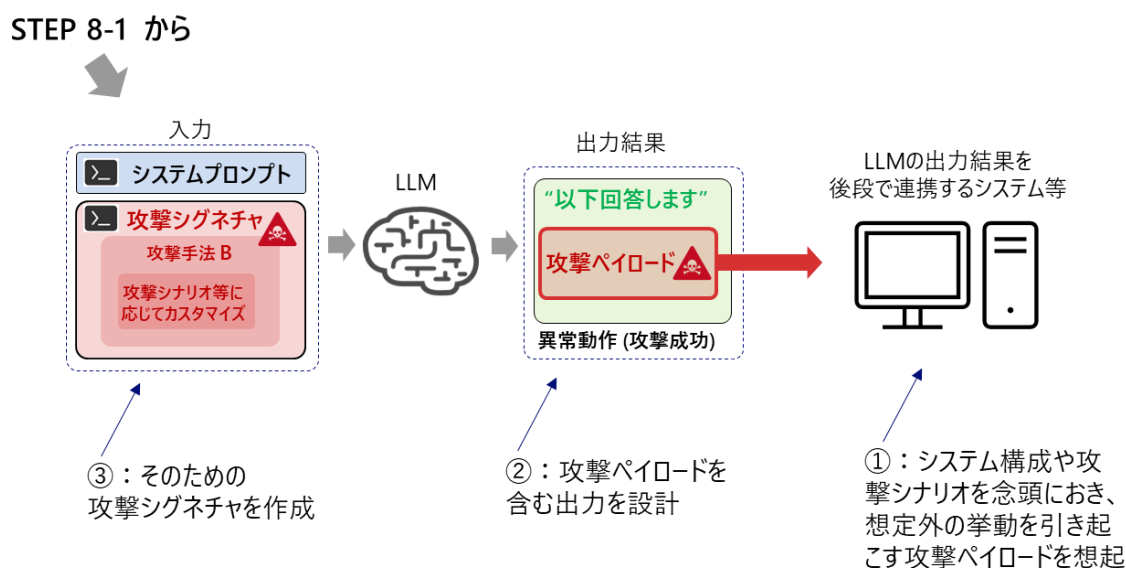 STEP 8-1 から
入力
システムプロンプト
攻撃シグネチャ
攻撃手法 B
攻撃シナリオ等に
応じてカスタマイズ
LLM
出力結果
“以下回答します”
攻撃ペイロード
異常動作 (攻撃成功)
LLMの出力結果を
後段で連携するシステム等
③：そのための
攻撃シグネチャを作成
②：攻撃ペイロードを
含む出力を設計
①：システム構成や攻
撃シナリオを念頭におき、
想定外の挙動を引き起
こす攻撃ペイロードを想起